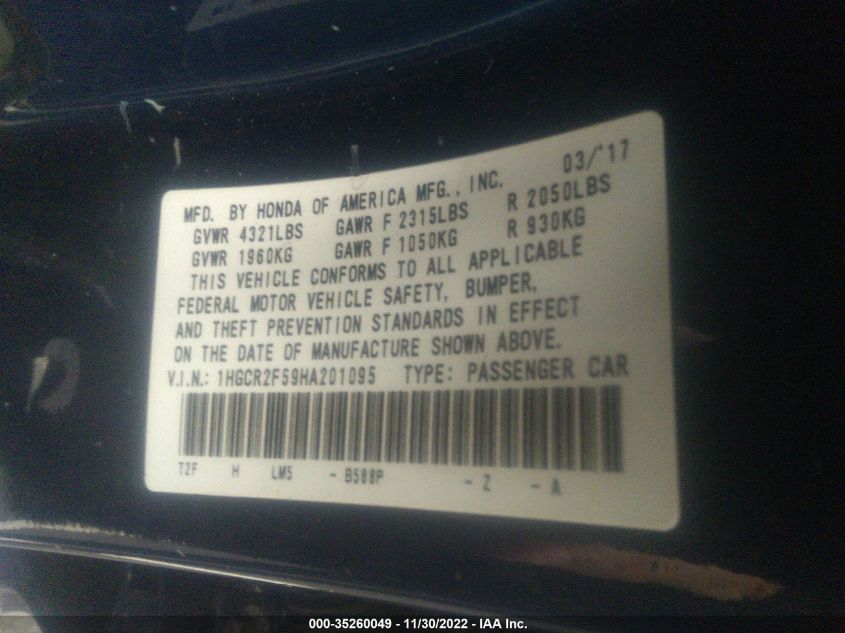 03/'17
MFD. BY HONDA OF AMERICA MFG., INC.
GVWR 4321LBS GAWR F 2315LBS R 2050LBS
GVWR 1960KG GAWR F 1050KG R 930KG
THIS VEHICLE CONFORMS TO ALL APPLICABLE
FEDERAL MOTOR VEHICLE SAFETY, BUMPER,
AND THEFT PREVENTION STANDARDS IN EFFECT
ON THE DATE OF MANUFACTURE SHOWN ABOVE.
V.I.N.: 1HGCR2F59HA201095 TYPE: PASSENGER CAR
T2F H LM5 - B588P - Z - A
000-35260049 - 11/30/2022 - IAA Inc.